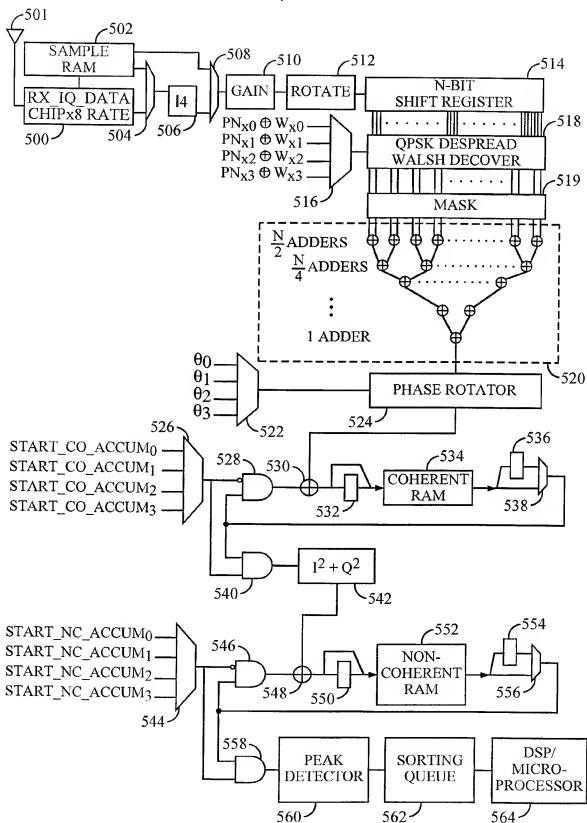 501
502
SAMPLE
RAM
RX_IQ_DATA
CHIPx8 RATE
500
504
I4
506
508
510
GAIN
512
ROTATE
514
N-BIT
SHIFT REGISTER
PNx0 ⊕ Wx0
PNx1 ⊕ Wx1
PNx2 ⊕ Wx2
PNx3 ⊕ Wx3
516
518
QPSK DESPREAD
WALSH DECOVER
519
MASK
N/2 ADDERS
N/4 ADDERS
1 ADDER
520
θ0
θ1
θ2
θ3
522
PHASE ROTATOR
524
526
START_CO_ACCUM0
START_CO_ACCUM1
START_CO_ACCUM2
START_CO_ACCUM3
528
530
532
534
COHERENT
RAM
536
538
540
I² + Q²
542
START_NC_ACCUM0
START_NC_ACCUM1
START_NC_ACCUM2
START_NC_ACCUM3
544
546
548
550
552
NON-
COHERENT
RAM
554
556
558
PEAK
DETECTOR
560
SORTING
QUEUE
562
DSP/
MICRO-
PROCESSOR
564